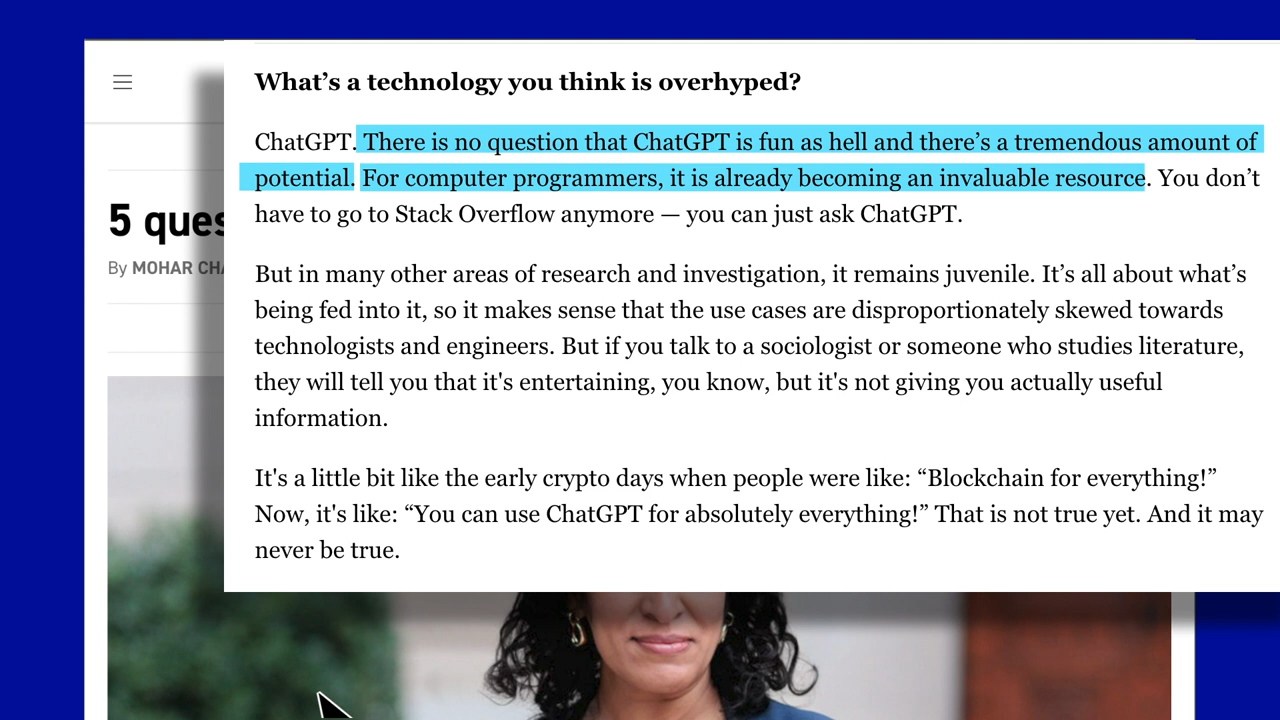 What’s a technology you think is overhyped?
ChatGPT. There is no question that ChatGPT is fun as hell and there’s a tremendous amount of
potential. For computer programmers, it is already becoming an invaluable resource. You don’t
have to go to Stack Overflow anymore — you can just ask ChatGPT.
But in many other areas of research and investigation, it remains juvenile. It’s all about what’s
being fed into it, so it makes sense that the use cases are disproportionately skewed towards
technologists and engineers. But if you talk to a sociologist or someone who studies literature,
they will tell you that it's entertaining, you know, but it's not giving you actually useful
information.
It's a little bit like the early crypto days when people were like: “Blockchain for everything!”
Now, it's like: “You can use ChatGPT for absolutely everything!” That is not true yet. And it may
never be true.
5 ques
By MOHAR CHA